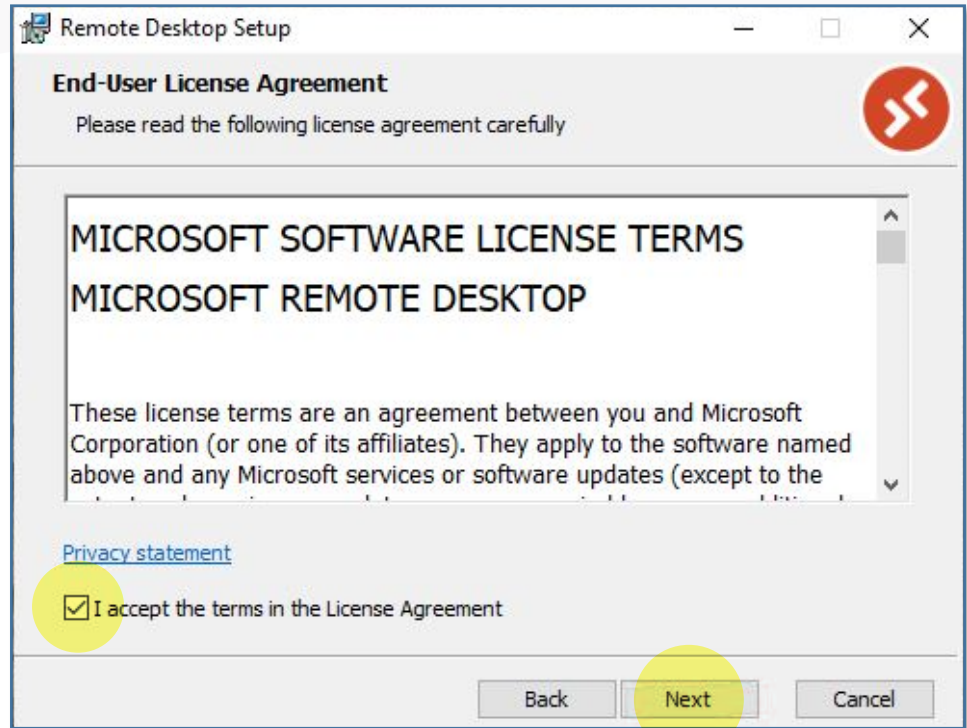 Remote Desktop Setup
End-User License Agreement
Please read the following license agreement carefully
MICROSOFT SOFTWARE LICENSE TERMS
MICROSOFT REMOTE DESKTOP
These license terms are an agreement between you and Microsoft
Corporation (or one of its affiliates). They apply to the software named
above and any Microsoft services or software updates (except to the
Privacy statement
I accept the terms in the License Agreement
Back Next Cancel